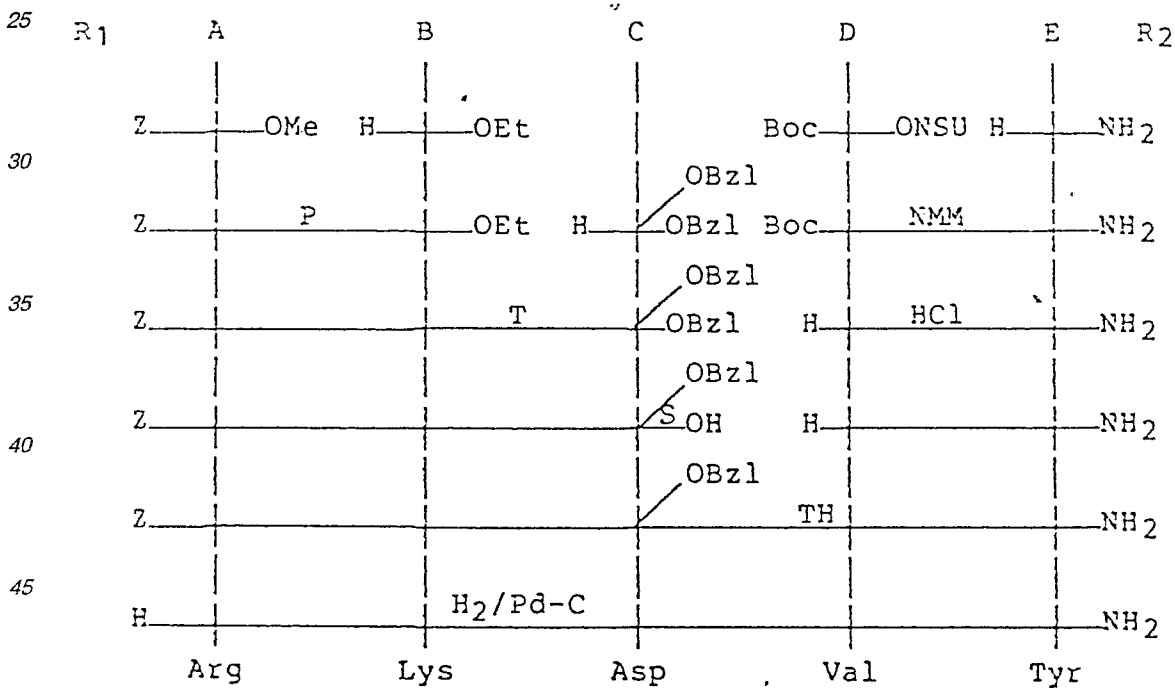 25
R1 A B C D E R2
Z OMe H OEt Boc ONSU H NH2
30
OBzl
Z P OEt H OBzl Boc NMM NH2
35
OBzl
Z T OBzl H HCl NH2
OBzl
Z S OH H NH2
40
OBzl
Z TH NH2
45
H H2/Pd-C NH2
Arg Lys Asp Val Tyr